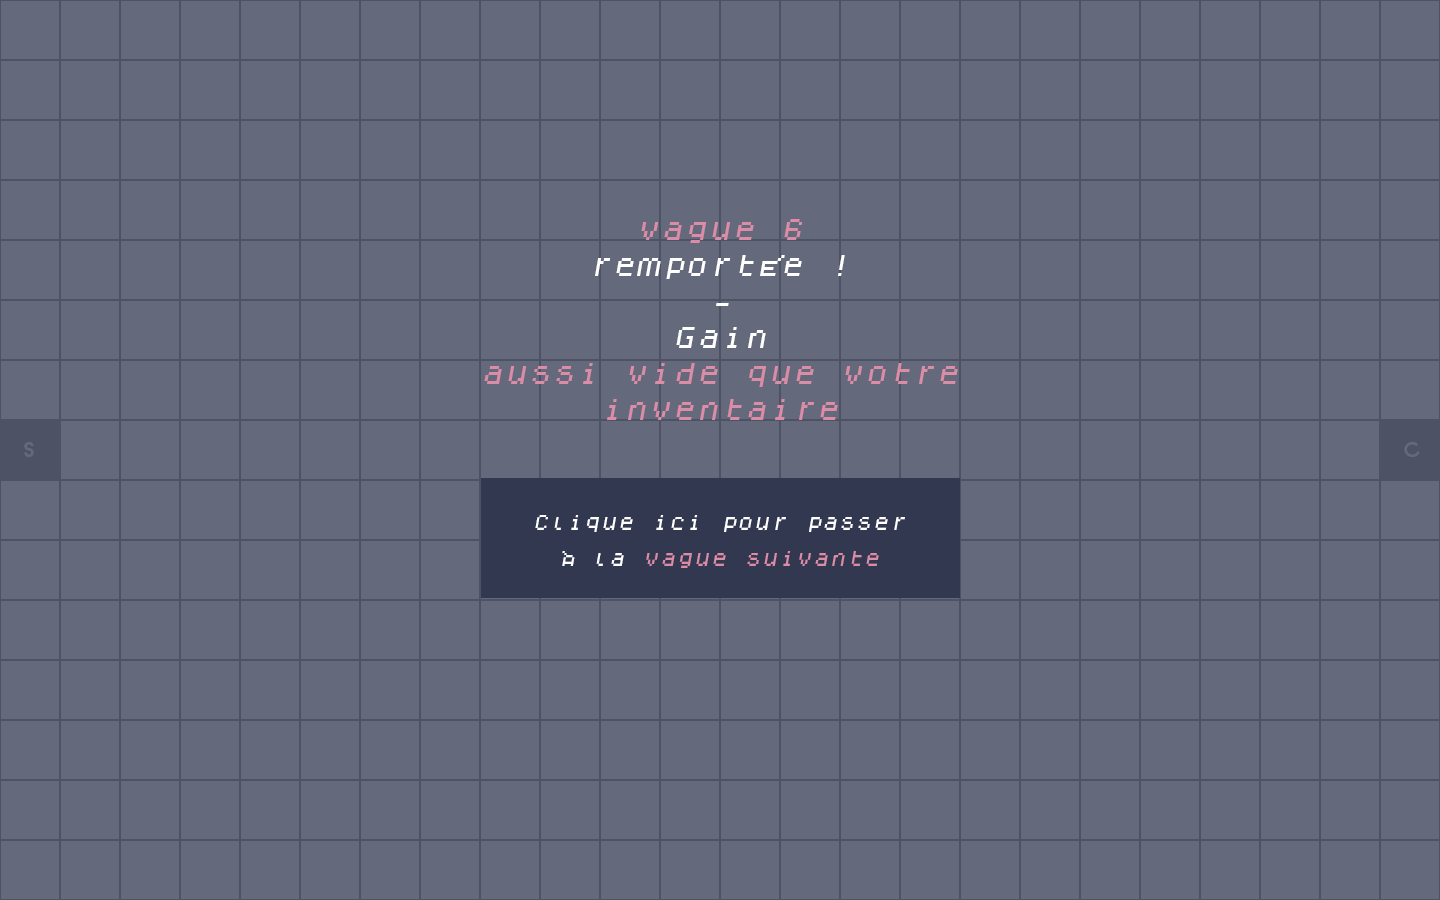 vague 6
remportée !
-
Gain
aussi vide que votre
inventaire
S
C
Clique ici pour passer
à la vague suivante